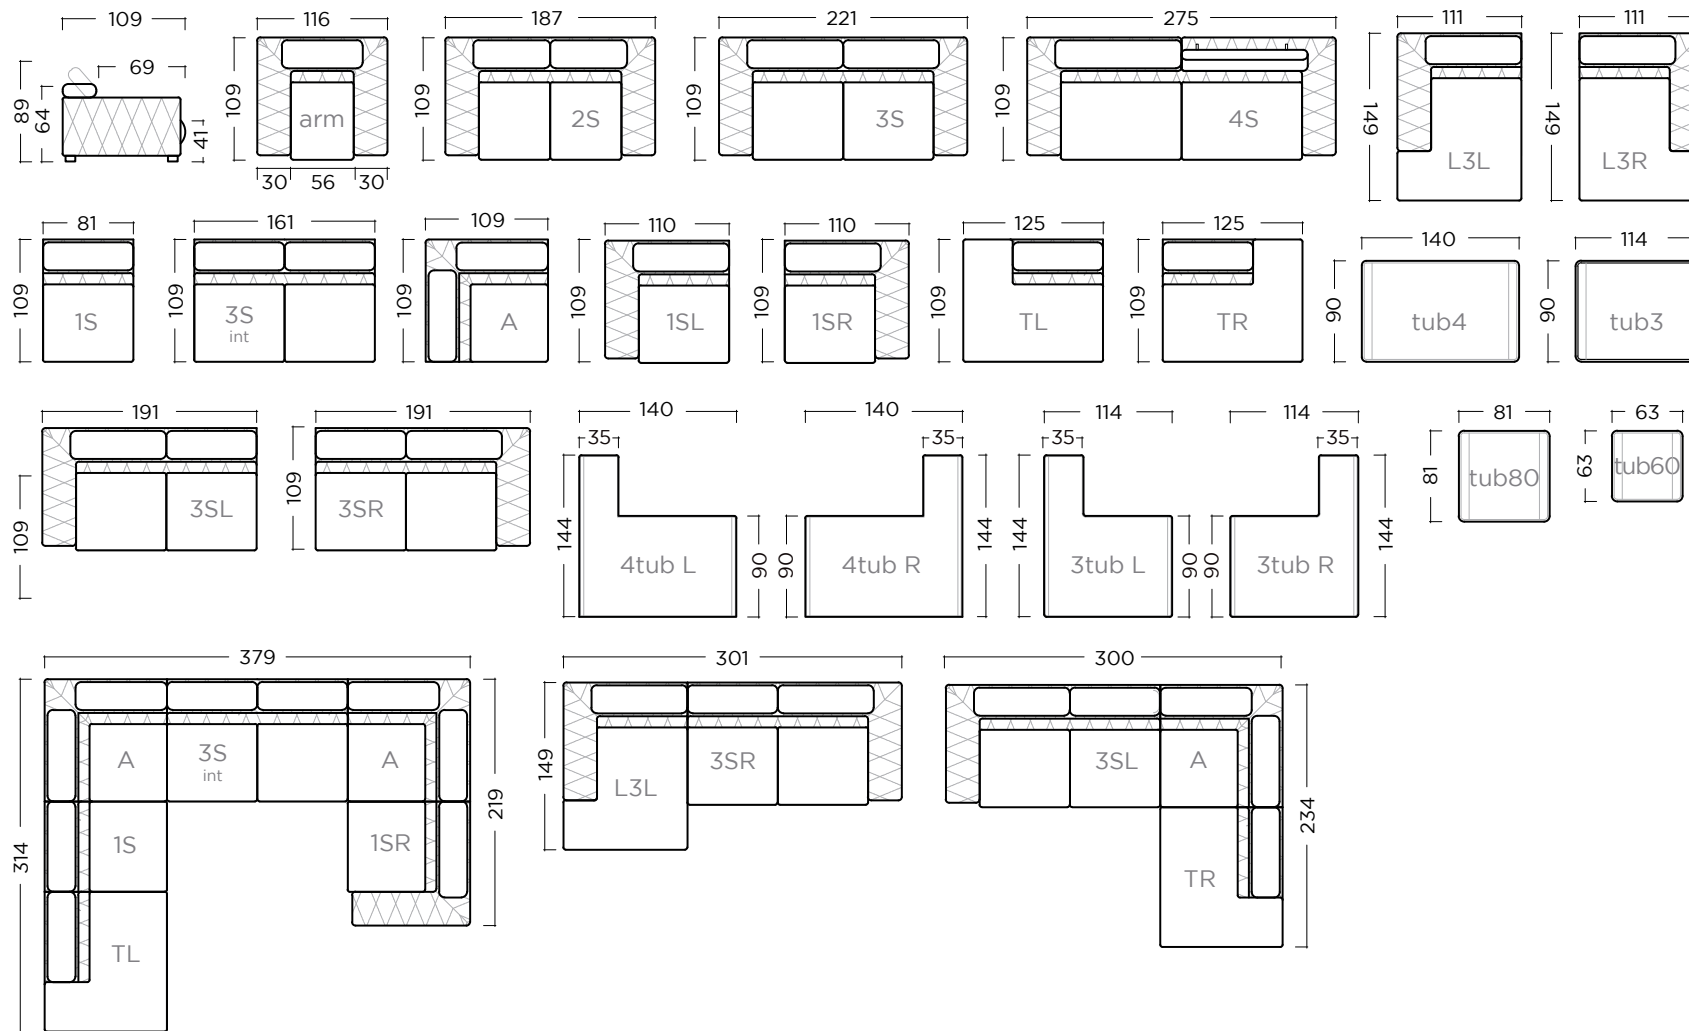 109
69
89
64
41
116
109
arm
30 56 30
187
109
2S
221
109
3S
275
109
4S
111
149
L3L
111
149
L3R
81
109
1S
161
109
3S
int
109
109
A
110
109
1SL
110
109
1SR
125
109
TL
125
109
TR
140
90
tub4
114
90
tub3
191
109
3SL
191
109
3SR
140
35
144
4tub L
90
140
35
90
4tub R
144
114
35
144
3tub L
90
114
35
90
3tub R
144
81
81
tub80
63
63
tub60
379
314
A
3S
int
A
1S
1SR
TL
219
301
149
L3L
3SR
300
3SL
A
TR
234